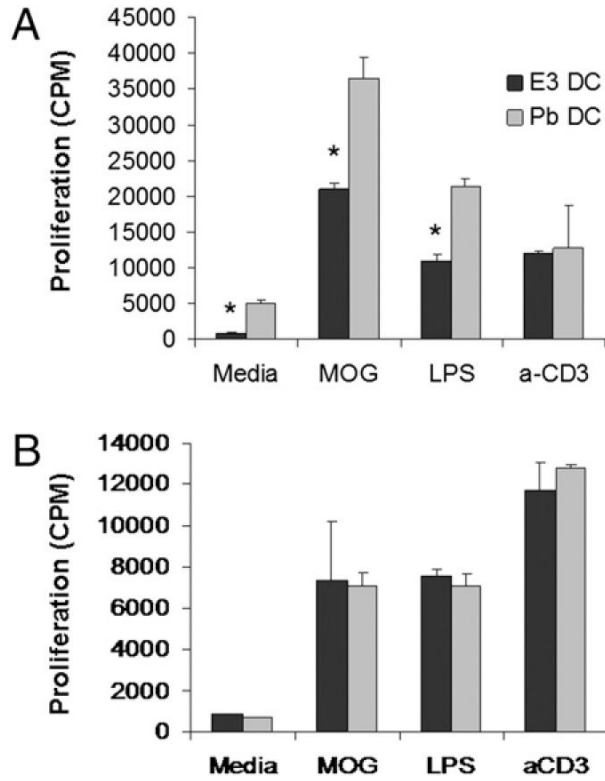 A
Proliferation (CPM)
45000
40000
35000
30000
25000
20000
15000
10000
5000
0
E3 DC
Pb DC
*
*
*
Media MOG LPS a-CD3
B
Proliferation (CPM)
14000
12000
10000
8000
6000
4000
2000
0
Media MOG LPS aCD3